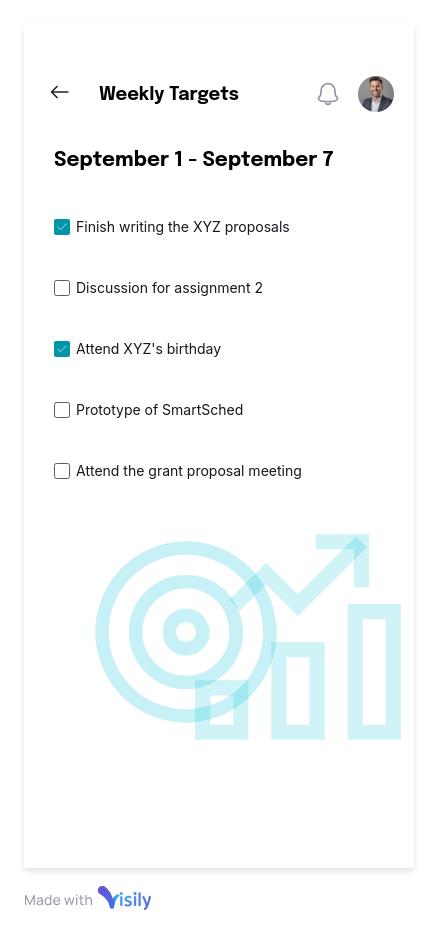 Weekly Targets
September 1 - September 7
Finish writing the XYZ proposals
Discussion for assignment 2
Attend XYZ's birthday
Prototype of SmartSched
Attend the grant proposal meeting
Made with Visily